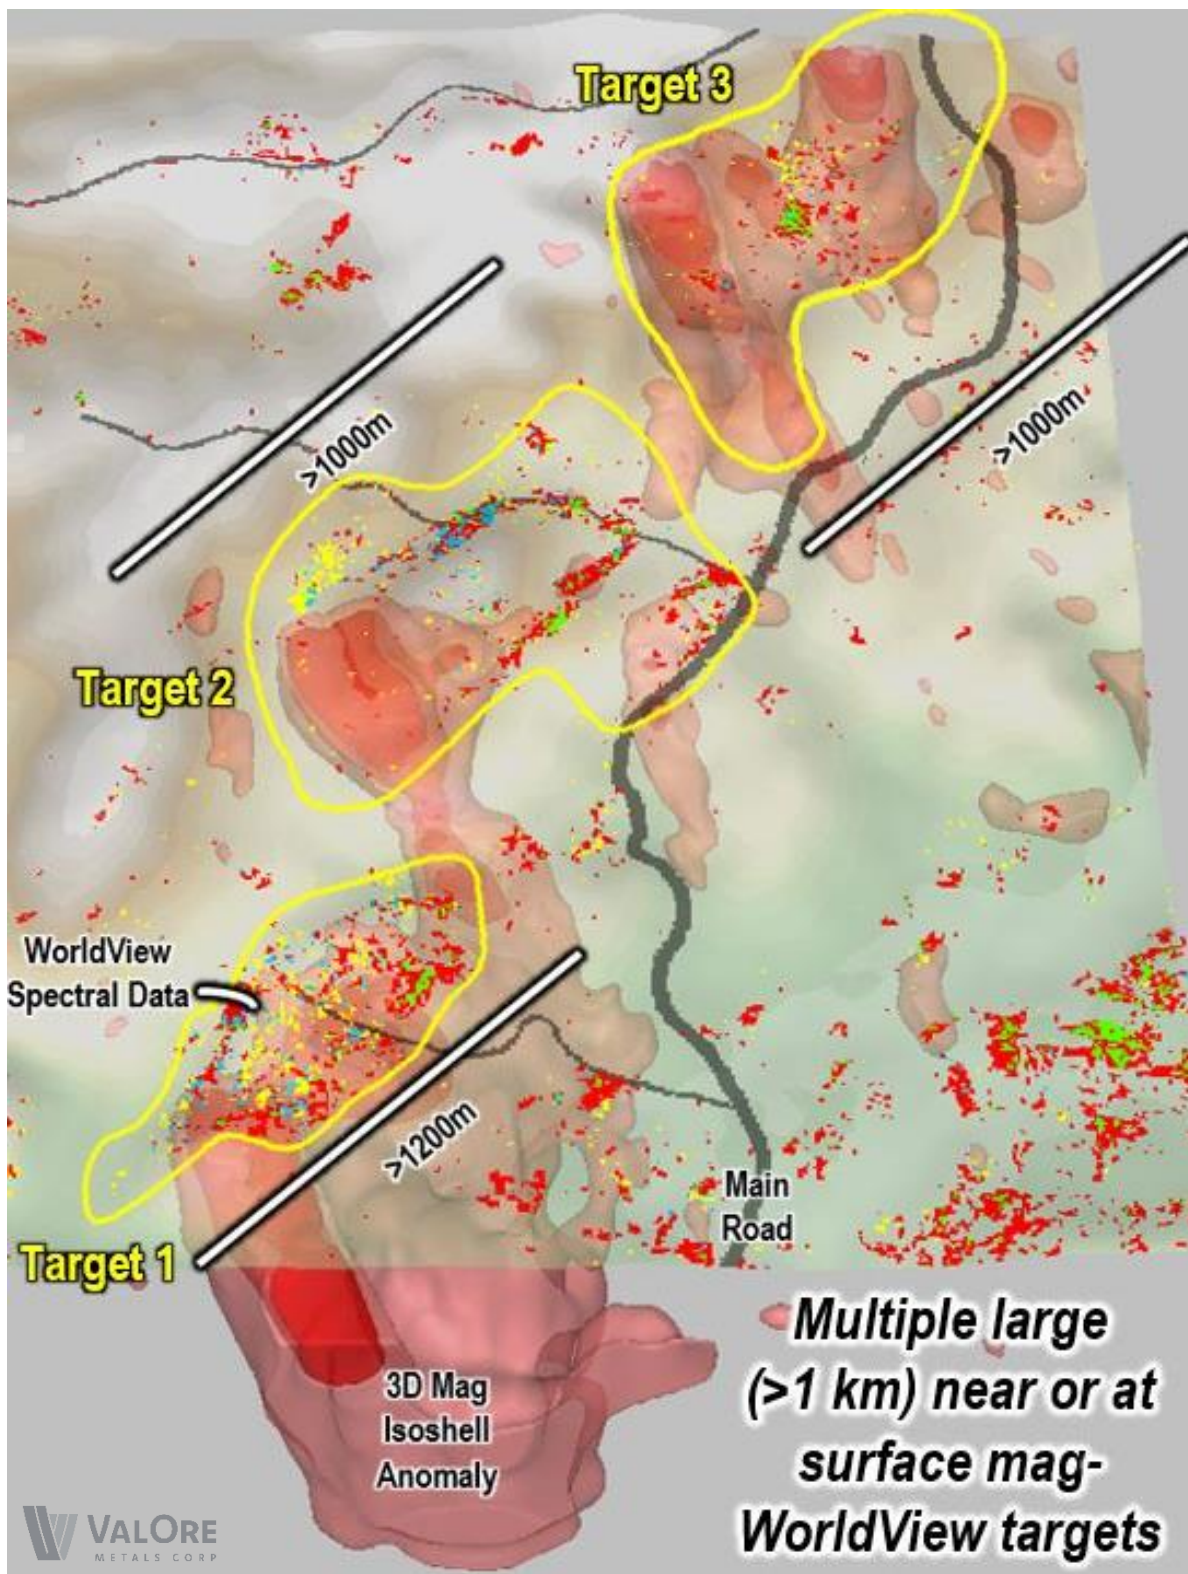 Target 3
>1000m
>1000m
Target 2
WorldView
Spectral Data
>1200m
Main
Road
Target 1
3D Mag
Isoshell
Anomaly
Multiple large
(>1 km) near or at
surface mag-
WorldView targets
VALORE
METALS CORP